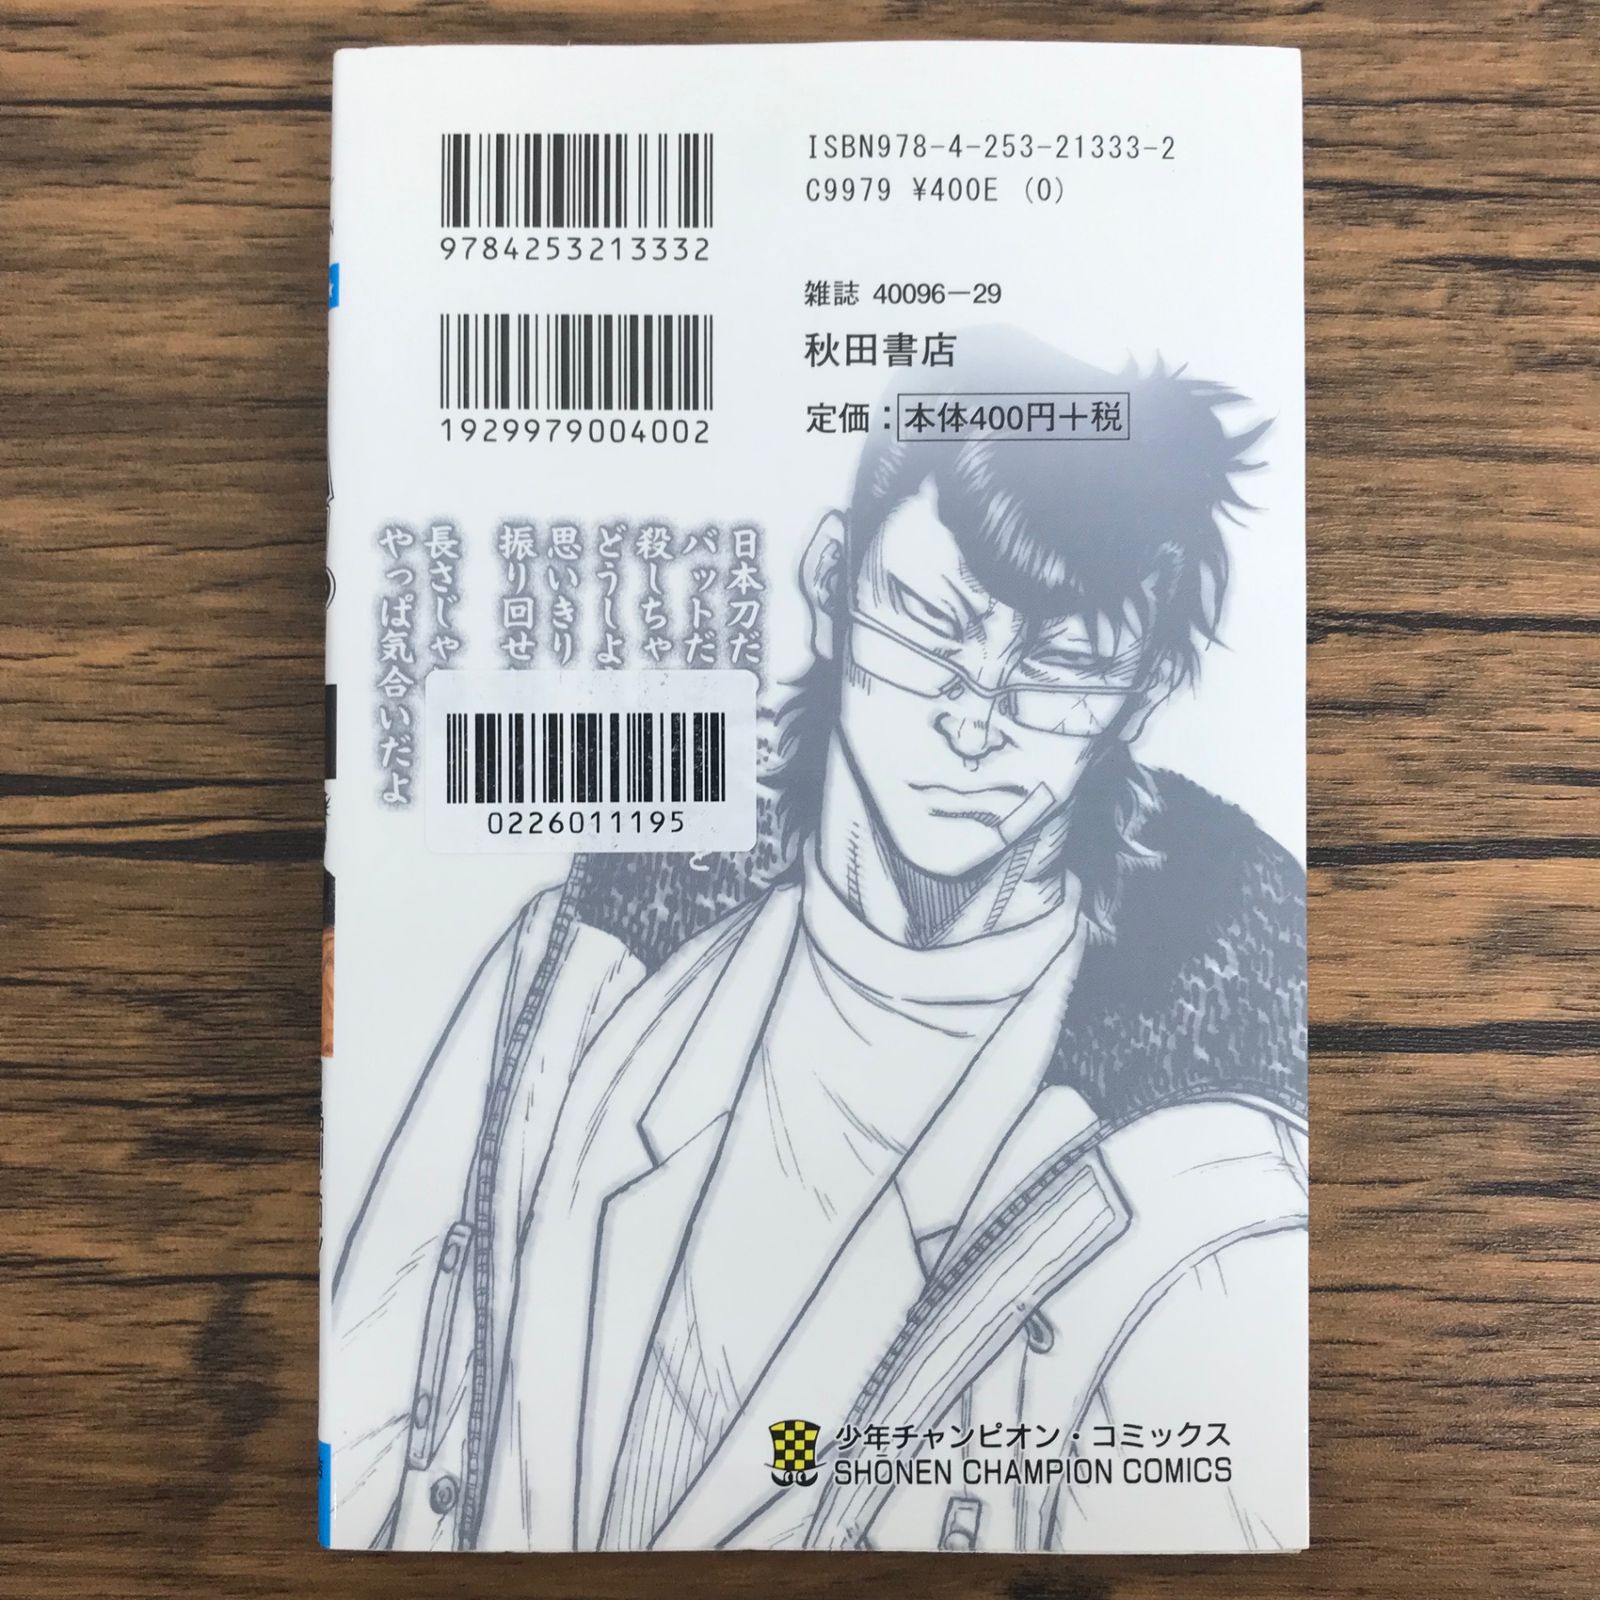 ISBN978-4-253-21333-2
C9979 ¥400E (0)
9784253213332
雑誌 40096-29
秋田書店
定価：本体400円+税
1929979004002
日本刀だ
バットだ
殺しちゃ
どうしよ
思いきり
振り回せ
長さじゃ
やっぱ気合いだよ
と
0226011195
少年チャンピオン・コミックス
SHONEN CHAMPION COMICS